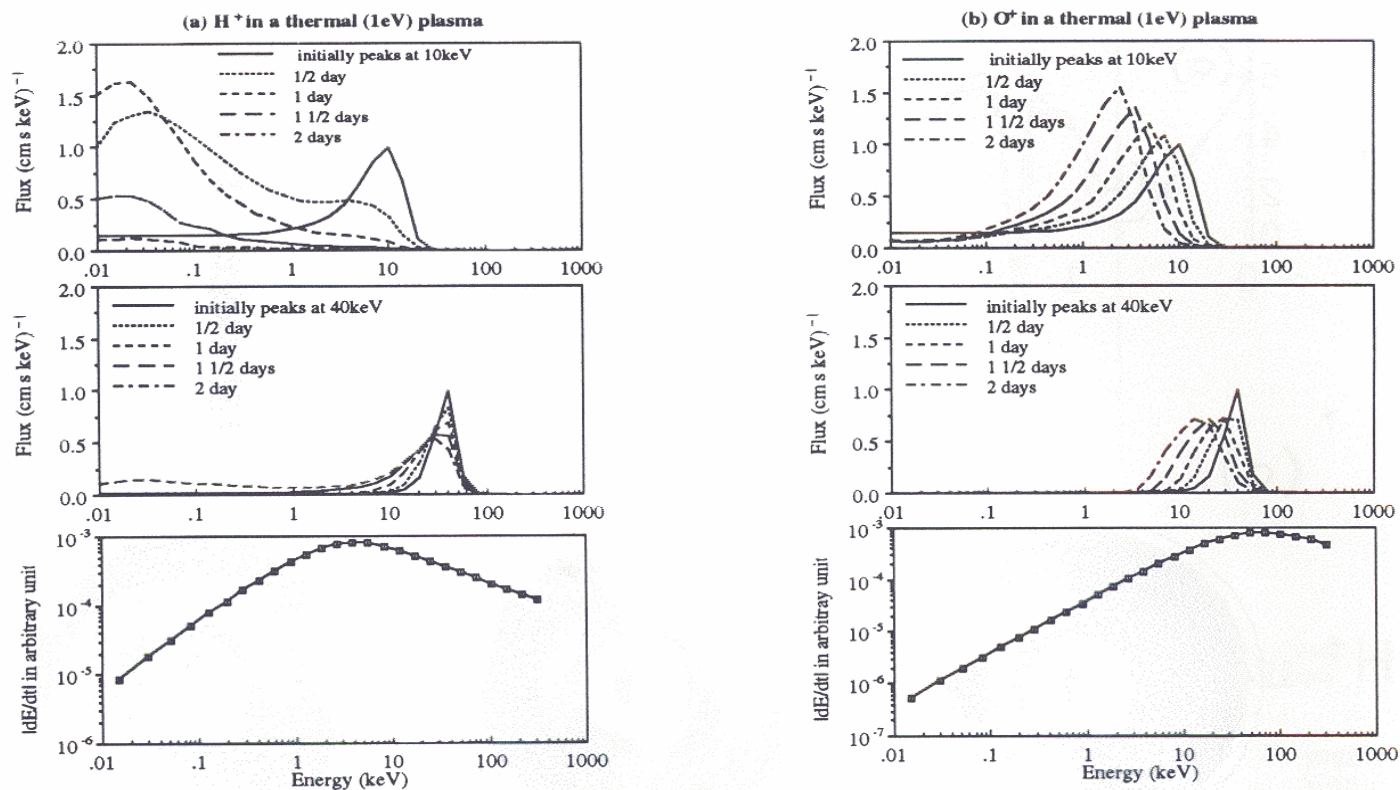 (a) H + in a thermal (1eV) plasma
2.0
1.5
1.0
0.5
0.0
Flux (cm s keV) −1
initially peaks at 10keV
1/2 day
1 day
1 1/2 days
2 days
.01 .1 1 10 100 1000
2.0
1.5
1.0
0.5
0.0
Flux (cm s keV) −1
initially peaks at 40keV
1/2 day
1 day
1 1/2 days
2 day
.01 .1 1 10 100 1000
10-3
10-4
10-5
10-6
|dE/dt| in arbitrary unit
.01 .1 1 10 100 1000
Energy (keV)
(b) O+ in a thermal (1eV) plasma
2.0
1.5
1.0
0.5
0.0
Flux (cm s keV) −1
initially peaks at 10keV
1/2 day
1 day
1 1/2 days
2 days
.01 .1 1 10 100 1000
2.0
1.5
1.0
0.5
0.0
Flux (cm s keV) −1
initially peaks at 40keV
1/2 day
1 day
1 1/2 days
2 days
.01 .1 1 10 100 1000
10-3
10-4
10-5
10-6
10-7
|dE/dt| in arbitray unit
.01 .1 1 10 100 1000
Energy (keV)